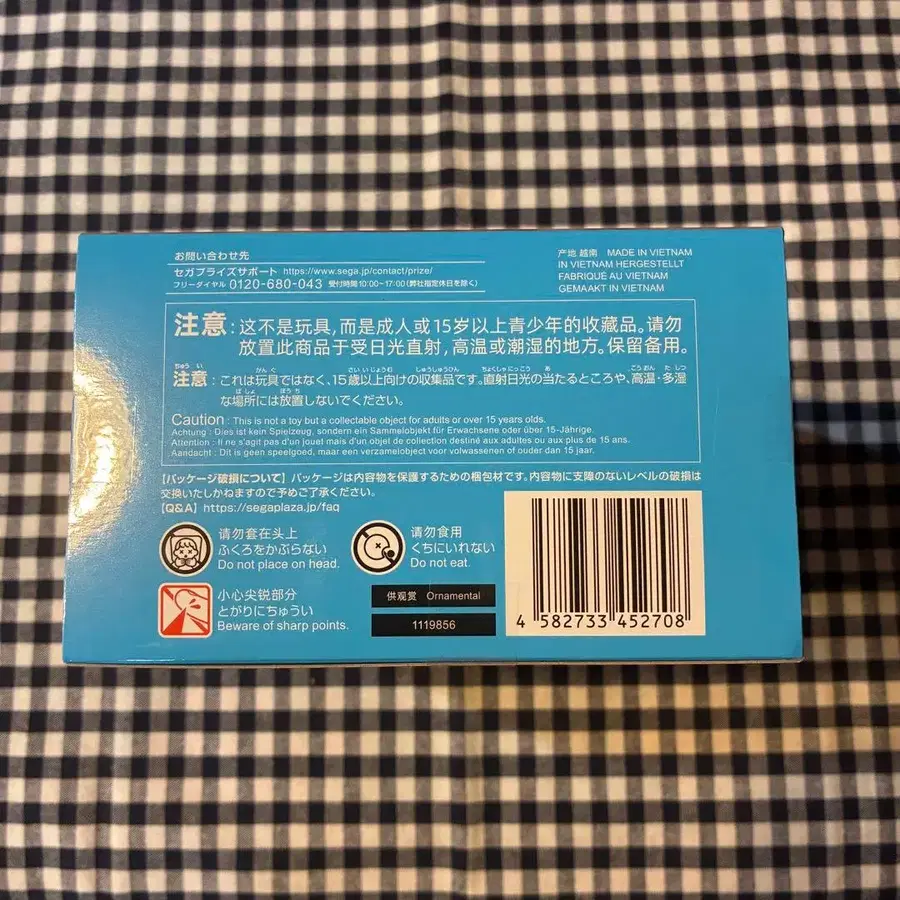 お問い合わせ先
セガプライズサポート https://www.sega.jp/contact/prize/
フリーダイヤル 0120-680-043 受付時間10:00~17:00(弊社指定休日を除く)
产地 越南 MADE IN VIETNAM
IN VIETNAM HERGESTELLT
FABRIQUÉ AU VIETNAM
GEMAAKT IN VIETNAM
注意:这不是玩具,而是成人或15岁以上青少年的收藏品。请勿
放置此商品于受日光直射,高温或潮湿的地方。保留备用。
注意:これは玩具ではなく、15歳以上向けの収集品です。直射日光の当たるところや、高温・多湿
な場所には放置しないでください。
Caution : This is not a toy but a collectable object for adults or over 15 years olds.
Achtung : Dies ist kein Spielzeug, sondern ein Sammelobjekt für Erwachsene oder über 15-Jährige.
Attention : Il ne s'agit pas d'un jouet mais d'un objet de collection destiné aux adultes ou aux plus de 15 ans.
Aandacht : Dit is geen speelgoed, maar een verzamelobject voor volwassenen of ouder dan 15 jaar.
【パッケージ破損について】パッケージは内容物を保護するための梱包材です。内容物に支障のないレベルの破損は
交換いたしかねますので予めご了承ください。
【Q&A】https://segaplaza.jp/faq
请勿套在头上
ふくろをかぶらない
Do not place on head.
请勿食用
くちにいれない
Do not eat.
小心尖锐部分
とがりにちゅうい
Beware of sharp points.
供观赏 Ornamental
1119856
4 582733 452708